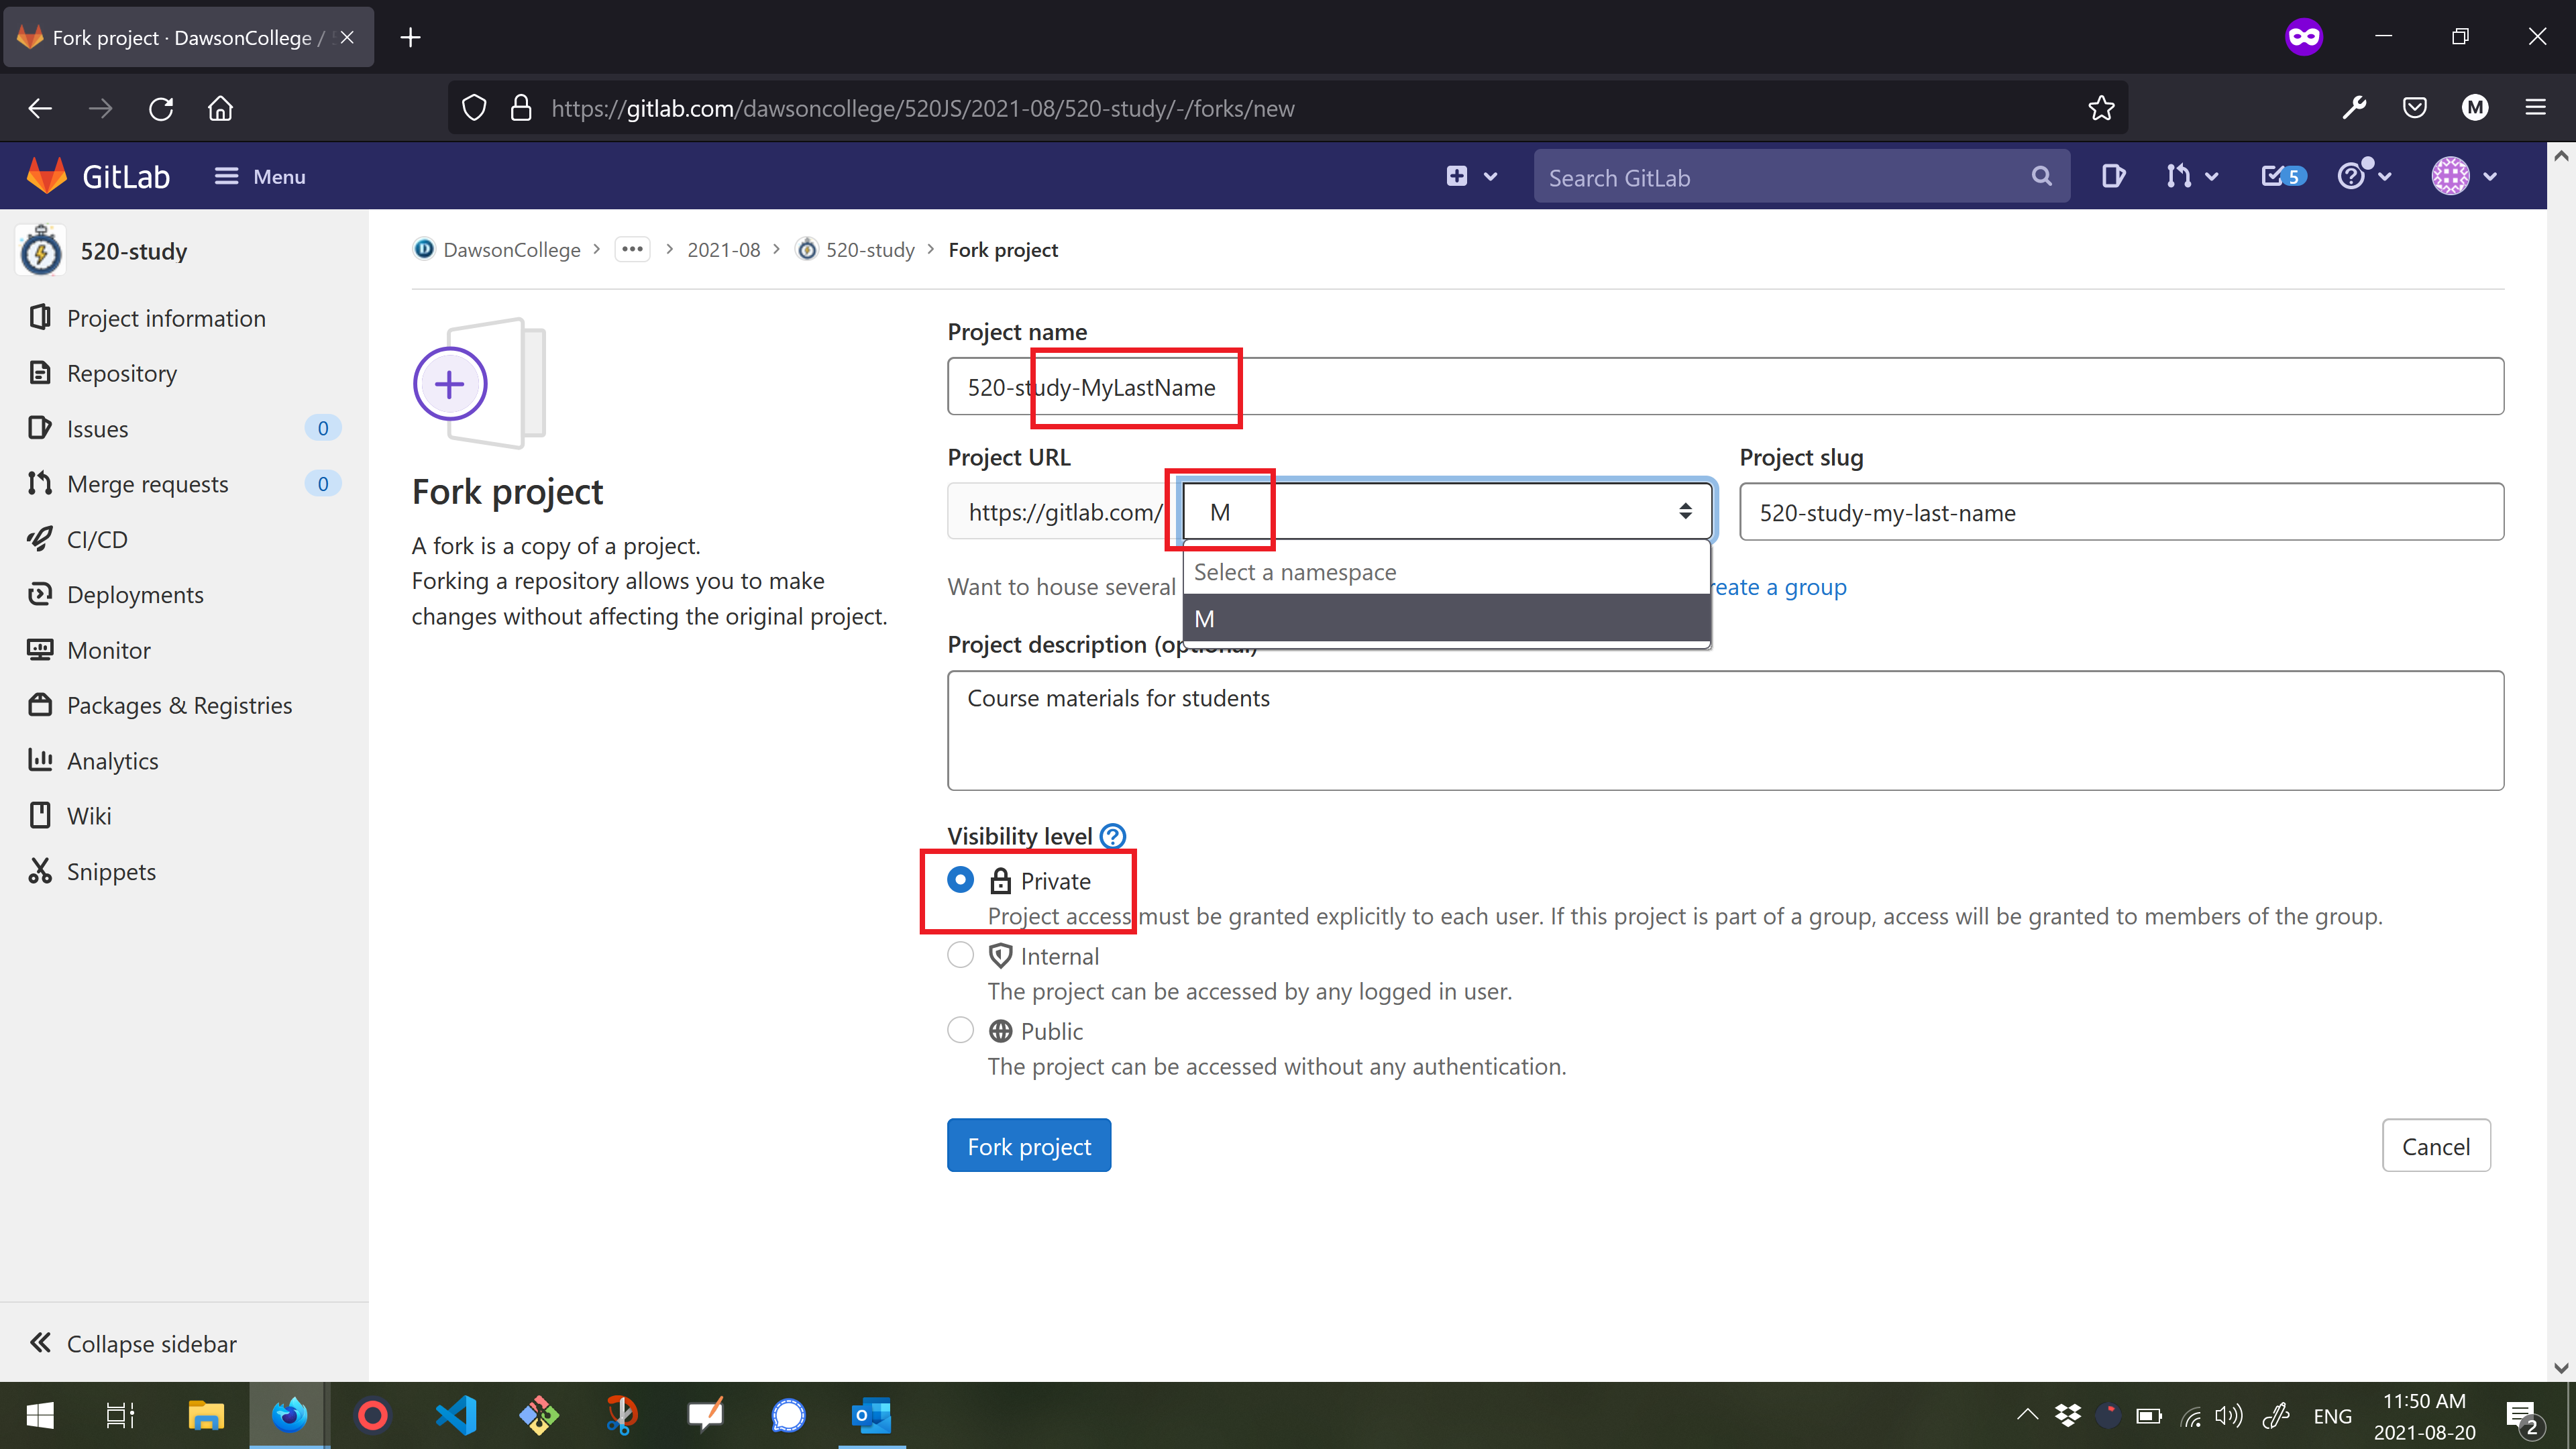 Fork project · DawsonCollege /
https://gitlab.com/dawsoncollege/520JS/2021-08/520-study/-/forks/new
M
GitLab
Menu
Search GitLab
5
520-study
Project information
Repository
Issues
0
Merge requests
0
CI/CD
Deployments
Monitor
Packages & Registries
Analytics
Wiki
Snippets
Collapse sidebar
DawsonCollege > ••• > 2021-08 > 520-study > Fork project
Fork project
A fork is a copy of a project.
Forking a repository allows you to make
changes without affecting the original project.
Project name
520-study-MyLastName
Project URL
Project slug
https://gitlab.com/
M
520-study-my-last-name
Select a namespace
M
Want to house several
reate a group
Project description (optional)
Course materials for students
Visibility level
Private
Project access must be granted explicitly to each user. If this project is part of a group, access will be granted to members of the group.
Internal
The project can be accessed by any logged in user.
Public
The project can be accessed without any authentication.
Fork project
Cancel
ENG
11:50 AM
2021-08-20
2